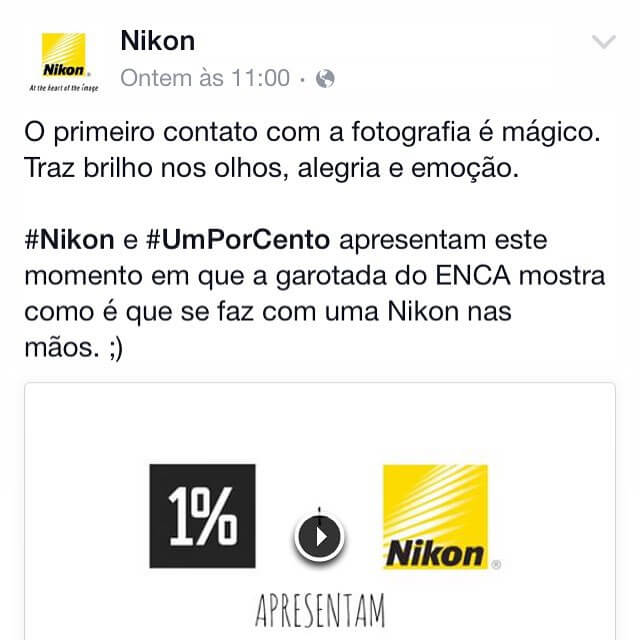 Nikon
Nikon
At the heart of the image
Ontem às 11:00
O primeiro contato com a fotografia é mágico.
Traz brilho nos olhos, alegria e emoção.
#Nikon e #UmPorCento apresentam este
momento em que a garotada do ENCA mostra
como é que se faz com uma Nikon nas
mãos. ;)
1%
Nikon®
APRESENTAM